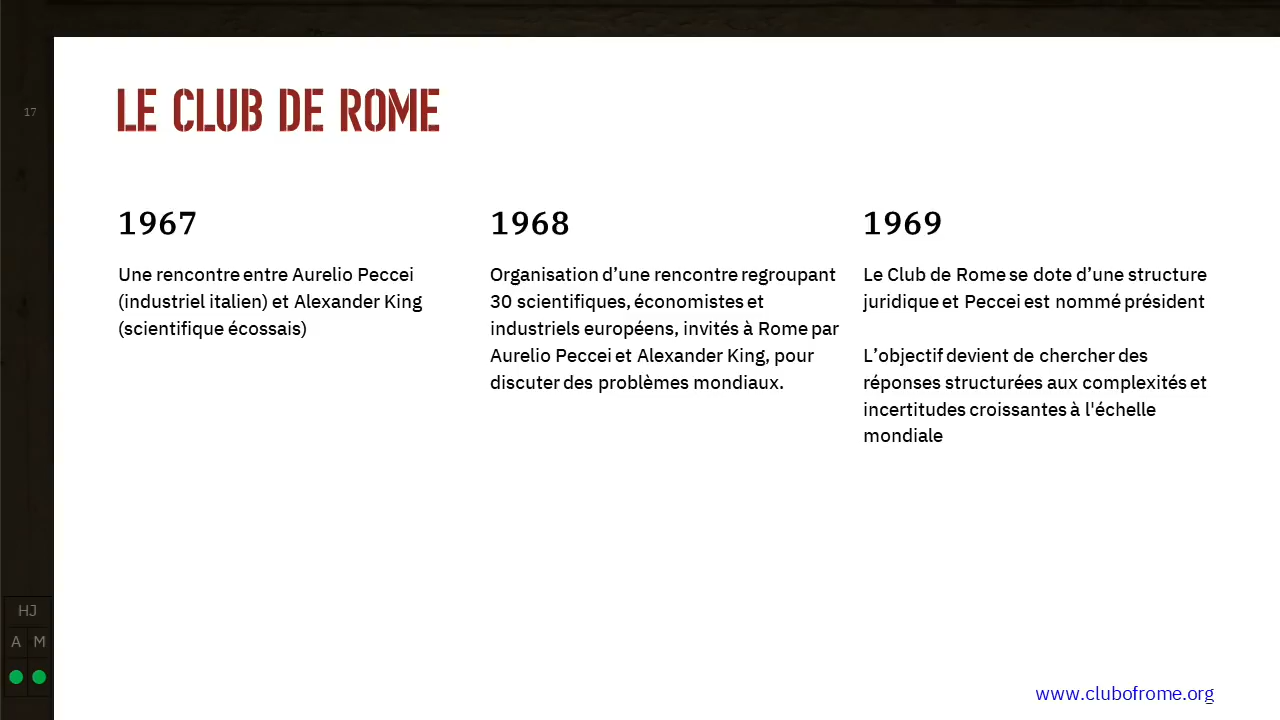 17
LE CLUB DE ROME
1967
Une rencontre entre Aurelio Peccei
(industriel italien) et Alexander King
(scientifique écossais)
1968
Organisation d’une rencontre regroupant
30 scientifiques, économistes et
industriels européens, invités à Rome par
Aurelio Peccei et Alexander King, pour
discuter des problèmes mondiaux.
1969
Le Club de Rome se dote d’une structure
juridique et Peccei est nommé président
L’objectif devient de chercher des
réponses structurées aux complexités et
incertitudes croissantes à l'échelle
mondiale
HJ
A M
www.clubofrome.org